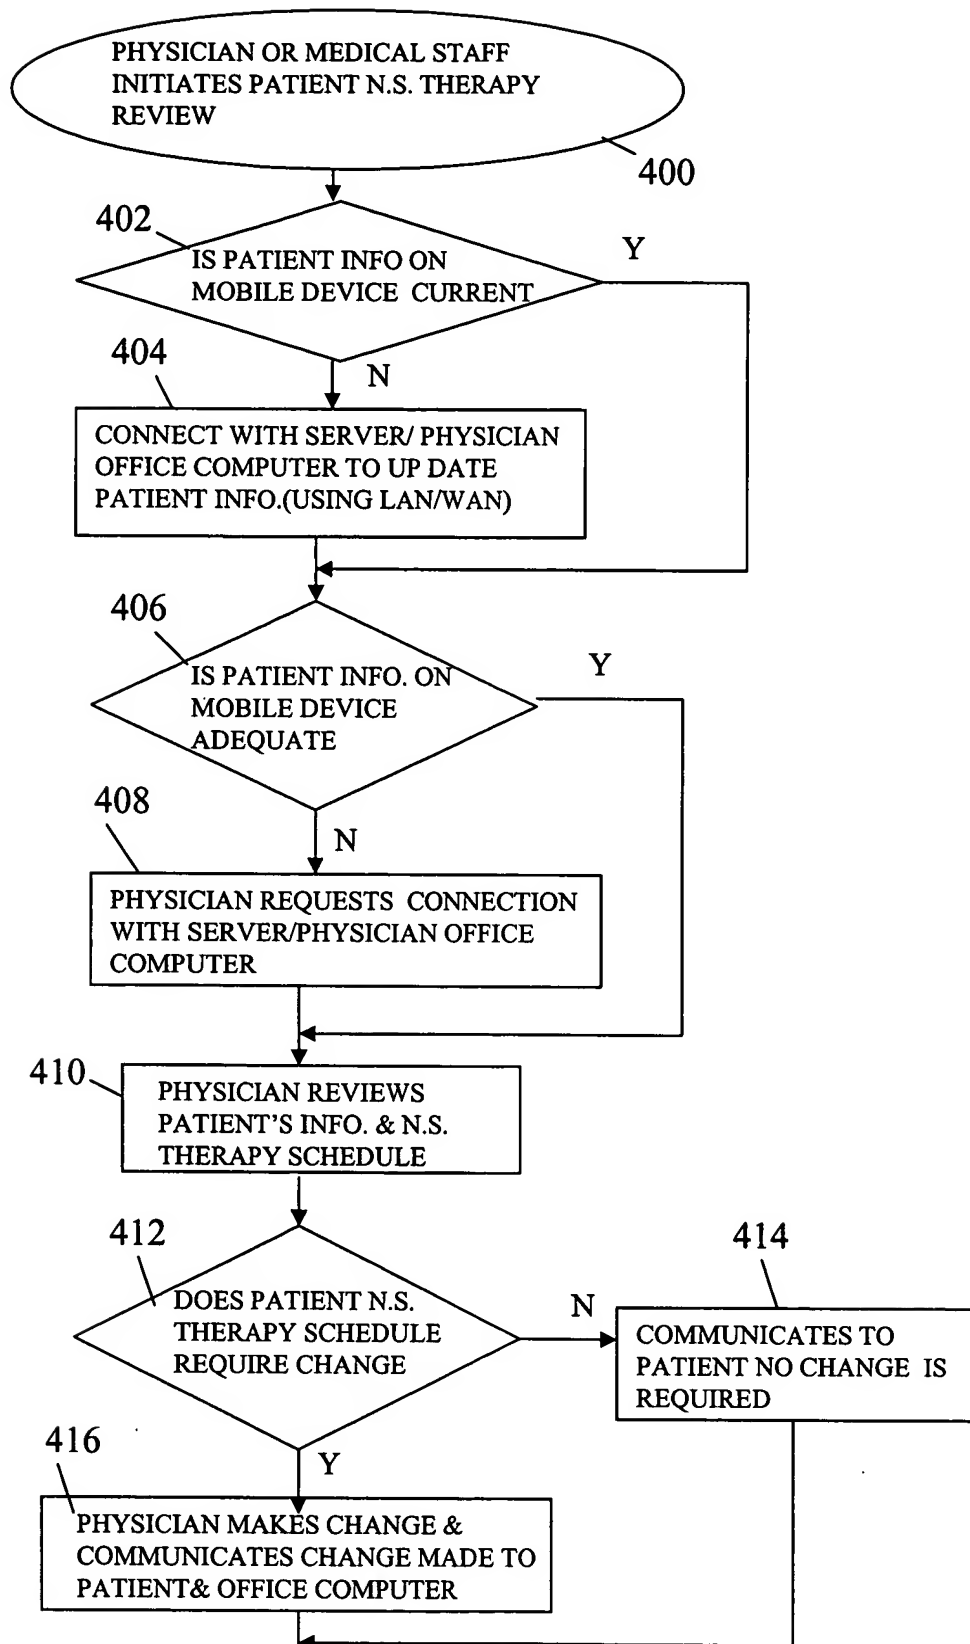 PHYSICIAN OR MEDICAL STAFF
INITIATES PATIENT N.S. THERAPY
REVIEW
400
402
IS PATIENT INFO ON
MOBILE DEVICE CURRENT
Y
N
404
CONNECT WITH SERVER/ PHYSICIAN
OFFICE COMPUTER TO UP DATE
PATIENT INFO.(USING LAN/WAN)
406
IS PATIENT INFO. ON
MOBILE DEVICE
ADEQUATE
Y
N
408
PHYSICIAN REQUESTS CONNECTION
WITH SERVER/PHYSICIAN OFFICE
COMPUTER
410
PHYSICIAN REVIEWS
PATIENT'S INFO. & N.S.
THERAPY SCHEDULE
412
DOES PATIENT N.S.
THERAPY SCHEDULE
REQUIRE CHANGE
N
414
COMMUNICATES TO
PATIENT NO CHANGE IS
REQUIRED
Y
416
PHYSICIAN MAKES CHANGE &
COMMUNICATES CHANGE MADE TO
PATIENT& OFFICE COMPUTER